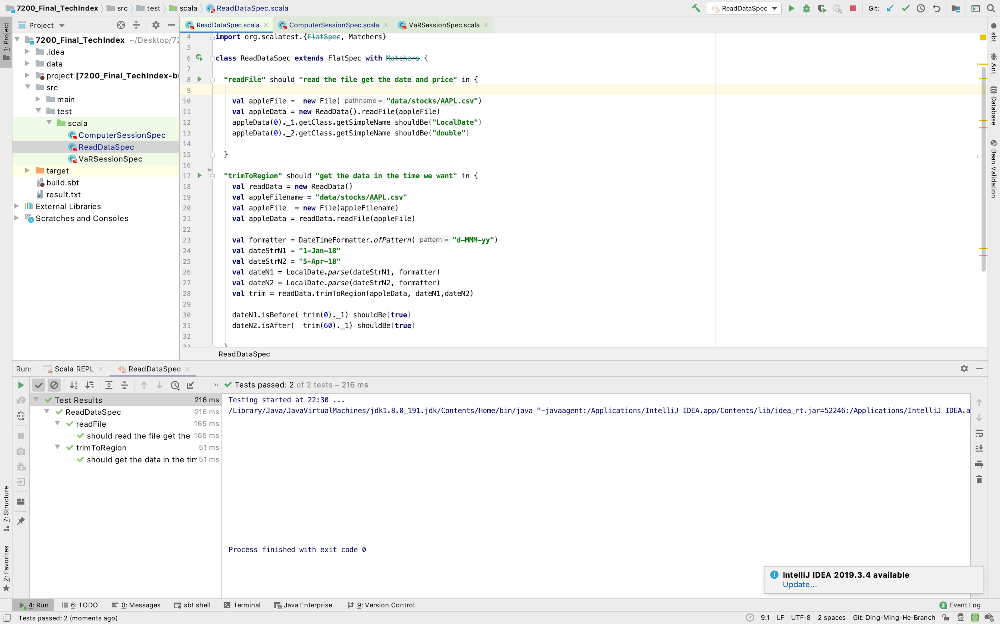 7200_Final_TechIndex src test scala ReadDataSpec.scala
ReadDataSpec Git:
1: Project
Project
ReadDataSpec.scala ComputerSessionSpec.scala VaRSessionSpec.scala
7200_Final_TechIndex ~/Desktop/72
.idea
data
project [7200_Final_TechIndex-bu
src
main
test
scala
ComputerSessionSpec
ReadDataSpec
VaRSessionSpec
target
build.sbt
result.txt
External Libraries
Scratches and Consoles
4 import org.scalatest.{FlatSpec, Matchers}
5
6 class ReadDataSpec extends FlatSpec with Matchers {
7
8 "readFile" should "read the file get the date and price" in {
9
10 val appleFile =  new File( pathname = "data/stocks/AAPL.csv")
11 val appleData = new ReadData().readFile(appleFile)
12 appleData(0)._1.getClass.getSimpleName shouldBe("LocalDate")
13 appleData(0)._2.getClass.getSimpleName shouldBe("double")
14
15 }
16
17 "trimToRegion" should "get the data in the time we want" in {
18 val readData = new ReadData()
19 val appleFilename = "data/stocks/AAPL.csv"
20 val appleFile  = new File(appleFilename)
21 val appleData = readData.readFile(appleFile)
22
23 val formatter = DateTimeFormatter.ofPattern( pattern = "d-MMM-yy")
24 val dateStrN1 = "1-Jan-18"
25 val dateStrN2 = "5-Apr-18"
26 val dateN1 = LocalDate.parse(dateStrN1, formatter)
27 val dateN2 = LocalDate.parse(dateStrN2, formatter)
28 val trim = readData.trimToRegion(appleData, dateN1,dateN2)
29
30 dateN1.isBefore( trim(0)._1) shouldBe(true)
31 dateN2.isAfter(  trim(60)._1) shouldBe(true)
32
33 }
ReadDataSpec
sbt
Ant
Database
Bean Validation
Run: Scala REPL ReadDataSpec
Tests passed: 2 of 2 tests – 216 ms
Test Results 216 ms
ReadDataSpec 216 ms
readFile 165 ms
should read the file get the 165 ms
trimToRegion 51 ms
should get the data in the tim 51 ms
Testing started at 22:30 ...
/Library/Java/JavaVirtualMachines/jdk1.8.0_191.jdk/Contents/Home/bin/java "-javaagent:/Applications/IntelliJ IDEA.app/Contents/lib/idea_rt.jar=52246:/Applications/IntelliJ IDEA.a
Process finished with exit code 0
7: Structure
2: Favorites
IntelliJ IDEA 2019.3.4 available
Update...
4: Run 6: TODO 0: Messages sbt shell Terminal Java Enterprise 9: Version Control 2 Event Log
Tests passed: 2 (moments ago) 9:1 LF UTF-8 2 spaces Git: Ding-Ming-He-Branch [T]